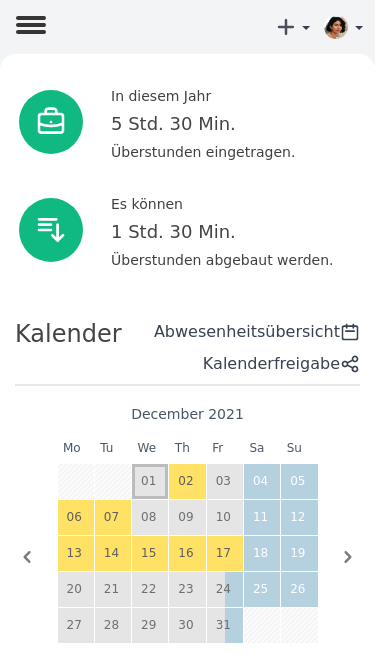 In diesem Jahr
5 Std. 30 Min.
Überstunden eingetragen.
Es können
1 Std. 30 Min.
Überstunden abgebaut werden.
Kalender
Abwesenheitsübersicht
Kalenderfreigabe
December 2021
Mo Tu We Th Fr Sa Su
01 02 03 04 05
06 07 08 09 10 11 12
13 14 15 16 17 18 19
20 21 22 23 24 25 26
27 28 29 30 31